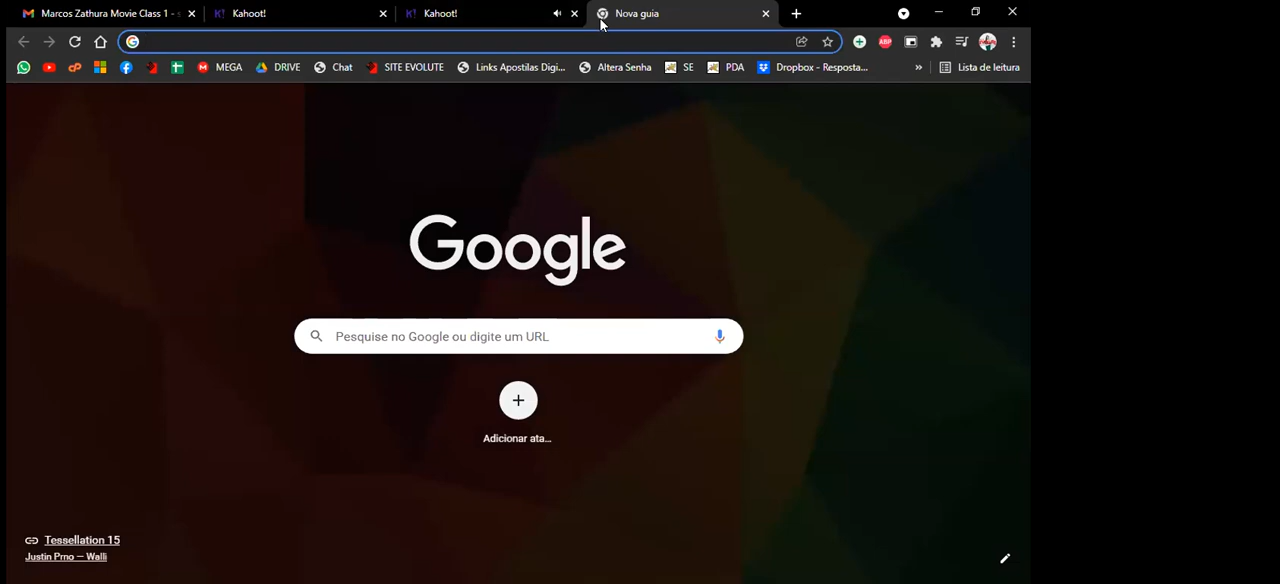 Marcos Zathura Movie Class 1 - s
Kahoot!
Kahoot!
Nova guia
MEGA
DRIVE
Chat
SITE EVOLUTE
Links Apostilas Digi...
Altera Senha
SE
PDA
Dropbox - Resposta...
»
Lista de leitura
ABP
Google
Pesquise no Google ou digite um URL
Adicionar ata...
Tessellation 15
Justin Prno — Walli